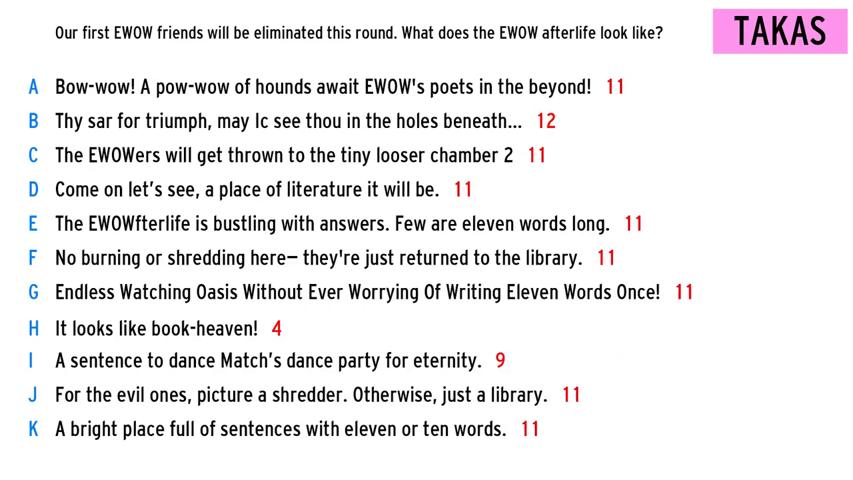 Our first EWOW friends will be eliminated this round. What does the EWOW afterlife look like?
TAKAS
A Bow-wow! A pow-wow of hounds await EWOW's poets in the beyond! 11
B Thy sar for triumph, may Ic see thou in the holes beneath... 12
C The EWOWers will get thrown to the tiny looser chamber 2 11
D Come on let's see, a place of literature it will be. 11
E The EWOWfterlife is bustling with answers. Few are eleven words long. 11
F No burning or shredding here– they're just returned to the library. 11
G Endless Watching Oasis Without Ever Worrying Of Writing Eleven Words Once! 11
H It looks like book-heaven! 4
I A sentence to dance Match's dance party for eternity. 9
J For the evil ones, picture a shredder. Otherwise, just a library. 11
K A bright place full of sentences with eleven or ten words. 11